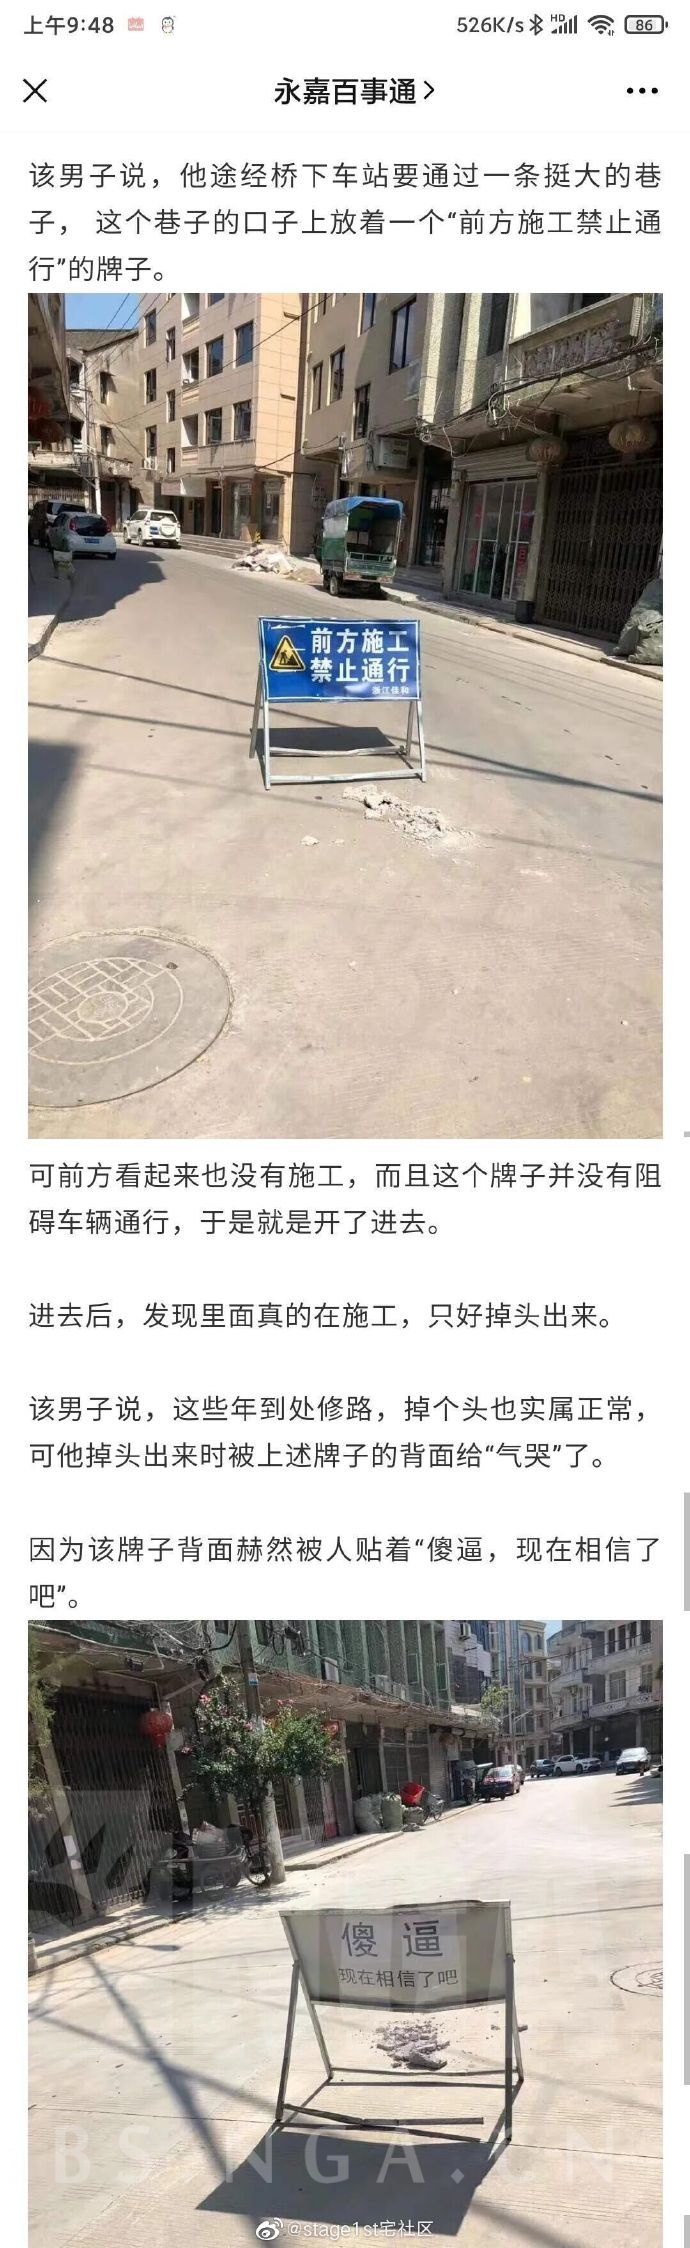 上午9:48
526K/s
HD
86
永嘉百事通
该男子说，他途经桥下车站要通过一条挺大的巷
子， 这个巷子的口子上放着一个“前方施工禁止通
行”的牌子。
前方施工
禁止通行
浙江佳和
可前方看起来也没有施工，而且这个牌子并没有阻
碍车辆通行，于是就是开了进去。
进去后，发现里面真的在施工，只好掉头出来。
该男子说，这些年到处修路，掉个头也实属正常，
可他掉头出来时被上述牌子的背面给“气哭”了。
因为该牌子背面赫然被人贴着“傻逼，现在相信了
吧”。
傻 逼
现在相信了吧
BS.NGA.CN
@stage1st宅社区